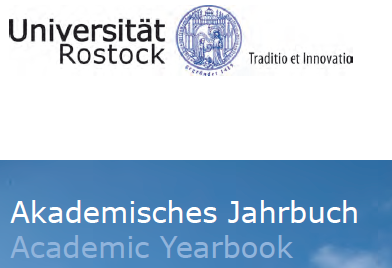 Universität
Rostock
Traditio et Innovatio
Akademisches Jahrbuch
Academic Yearbook